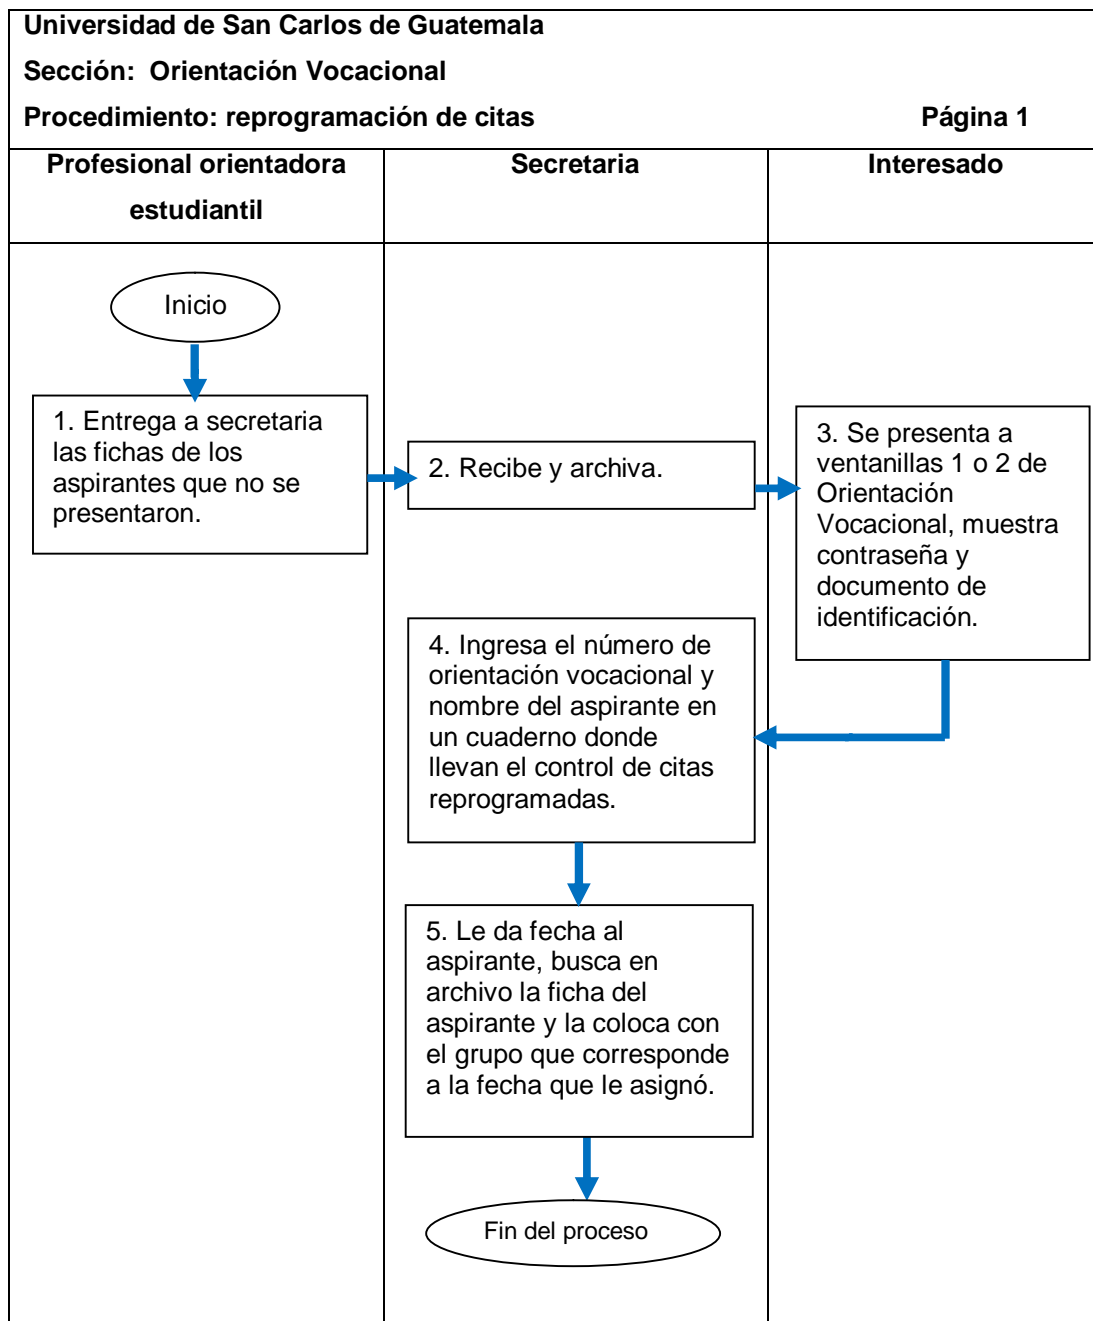 Universidad de San Carlos de Guatemala
Sección:  Orientación Vocacional
Procedimiento: reprogramación de citas Página 1
Profesional orientadora
estudiantil
Secretaria
Interesado
Inicio
1. Entrega a secretaria
las fichas de los
aspirantes que no se
presentaron.
2. Recibe y archiva.
3. Se presenta a
ventanillas 1 o 2 de
Orientación
Vocacional, muestra
contraseña y
documento de
identificación.
4. Ingresa el número de
orientación vocacional y
nombre del aspirante en
un cuaderno donde
llevan el control de citas
reprogramadas.
5. Le da fecha al
aspirante, busca en
archivo la ficha del
aspirante y la coloca con
el grupo que corresponde
a la fecha que le asignó.
Fin del proceso